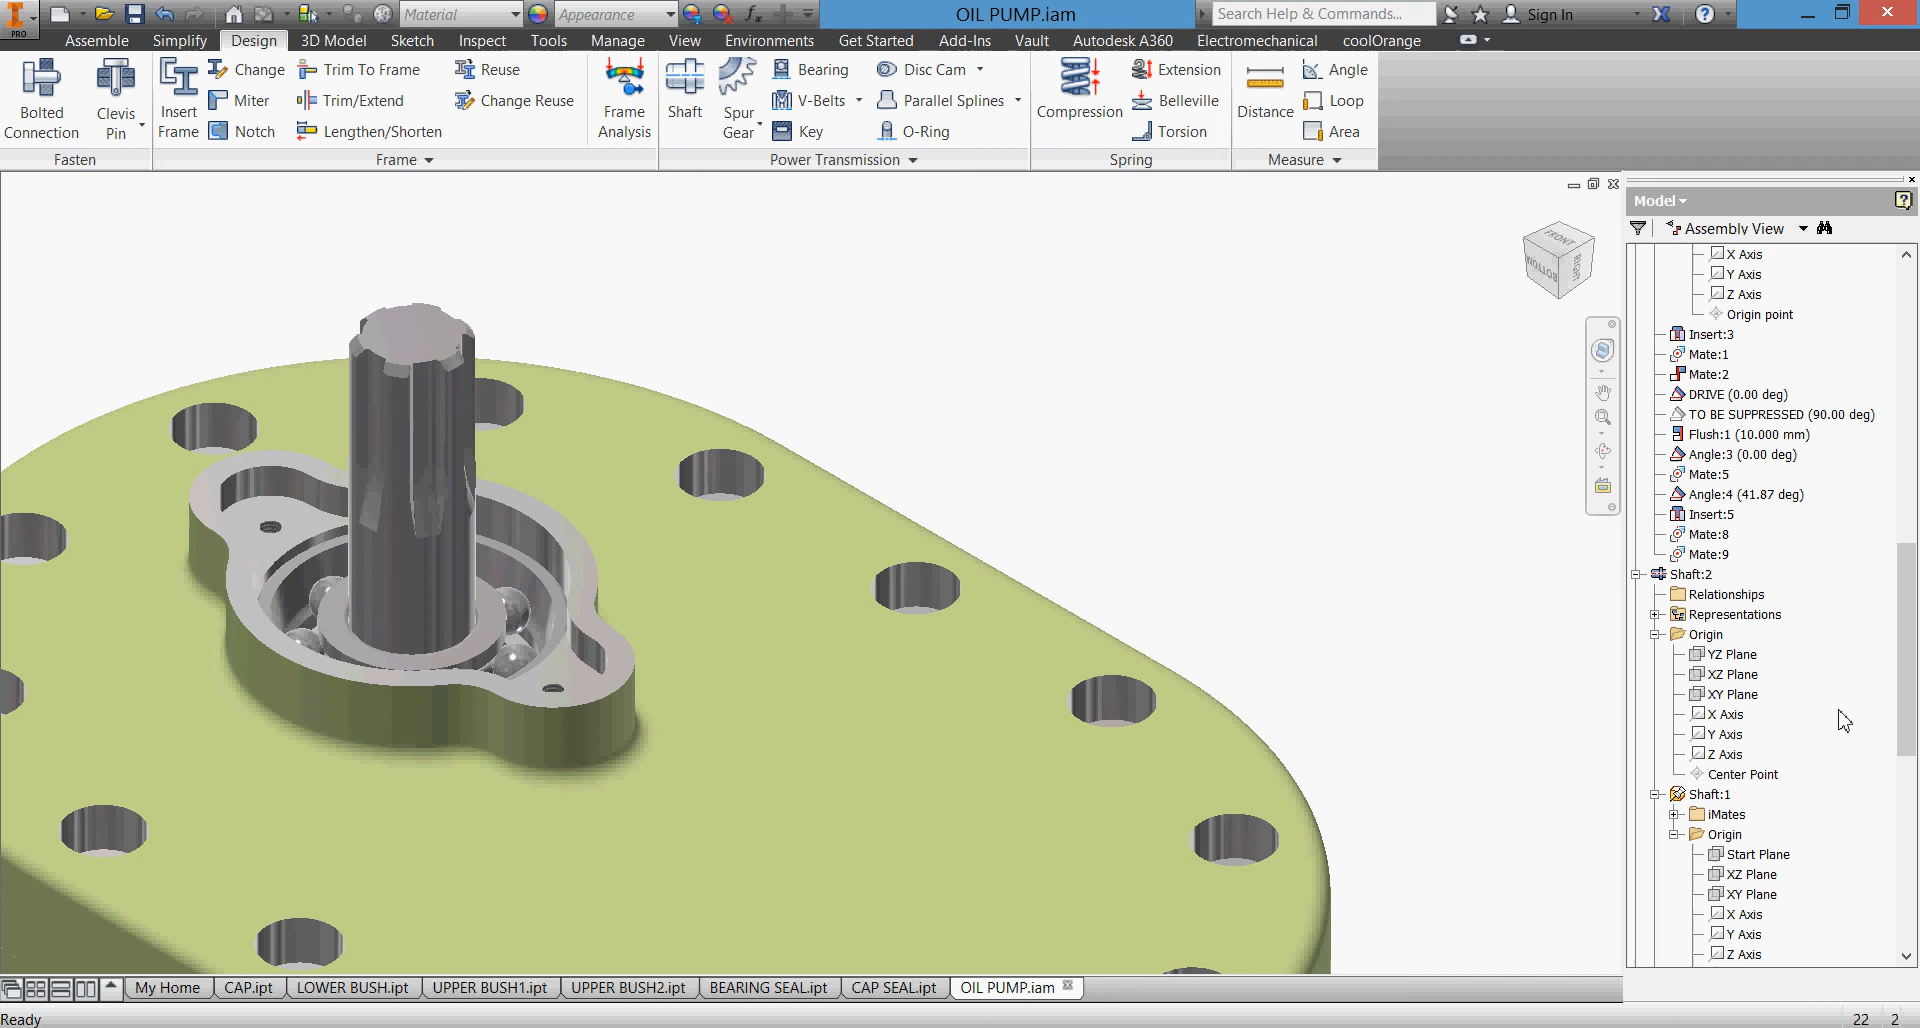 PRO
Material
Appearance
OIL PUMP.iam
Search Help & Commands...
Sign In
Assemble Simplify Design 3D Model Sketch Inspect Tools Manage View Environments Get Started Add-Ins Vault Autodesk A360 Electromechanical coolOrange
Bolted Connection
Clevis Pin
Fasten
Insert Frame
Change
Miter
Notch
Trim To Frame
Trim/Extend
Lengthen/Shorten
Reuse
Change Reuse
Frame
Frame Analysis
Shaft
Spur Gear
Bearing
V-Belts
Key
Disc Cam
Parallel Splines
O-Ring
Power Transmission
Compression
Extension
Belleville
Torsion
Spring
Distance
Angle
Loop
Area
Measure
FRONT
BOTTOM
RIGHT
Model
Assembly View
X Axis
Y Axis
Z Axis
Origin point
Insert:3
Mate:1
Mate:2
DRIVE (0.00 deg)
TO BE SUPPRESSED (90.00 deg)
Flush:1 (10.000 mm)
Angle:3 (0.00 deg)
Mate:5
Angle:4 (41.87 deg)
Insert:5
Mate:8
Mate:9
Shaft:2
Relationships
Representations
Origin
YZ Plane
XZ Plane
XY Plane
X Axis
Y Axis
Z Axis
Center Point
Shaft:1
iMates
Origin
Start Plane
XZ Plane
XY Plane
X Axis
Y Axis
Z Axis
My Home CAP.ipt LOWER BUSH.ipt UPPER BUSH1.ipt UPPER BUSH2.ipt BEARING SEAL.ipt CAP SEAL.ipt OIL PUMP.iam
Ready
22 2